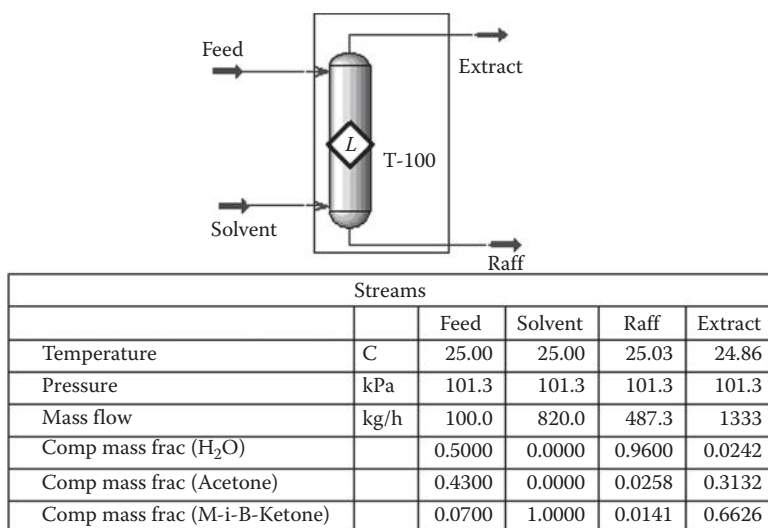 Feed
Extract
L
T-100
Solvent
Raff
Streams
Feed Solvent Raff Extract
Temperature C 25.00 25.00 25.03 24.86
Pressure kPa 101.3 101.3 101.3 101.3
Mass flow kg/h 100.0 820.0 487.3 1333
Comp mass frac (H₂O) 0.5000 0.0000 0.9600 0.0242
Comp mass frac (Acetone) 0.4300 0.0000 0.0258 0.3132
Comp mass frac (M-i-B-Ketone) 0.0700 1.0000 0.0141 0.6626